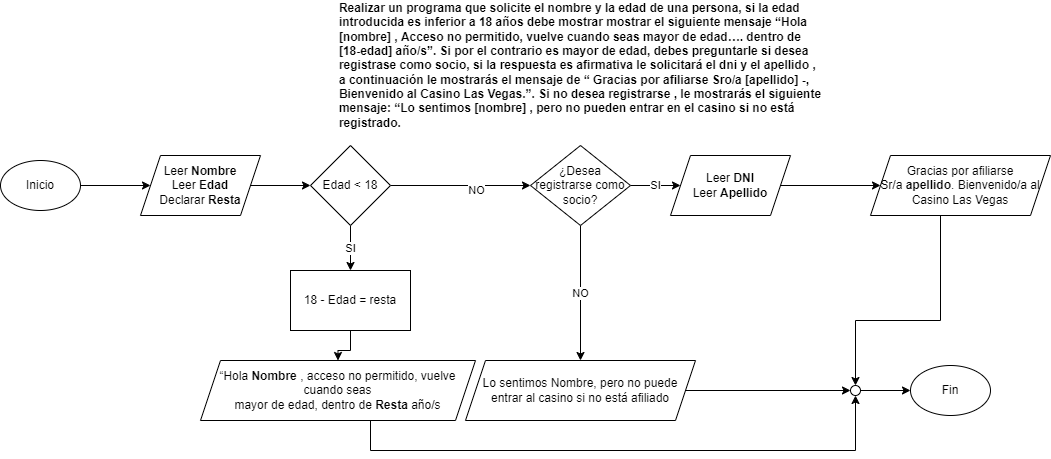 Realizar un programa que solicite el nombre y la edad de una persona, si la edad
introducida es inferior a 18 años debe mostrar mostrar el siguiente mensaje “Hola
[nombre] , Acceso no permitido, vuelve cuando seas mayor de edad…. dentro de
[18-edad] año/s”. Si por el contrario es mayor de edad, debes preguntarle si desea
registrase como socio, si la respuesta es afirmativa le solicitará el dni y el apellido ,
a continuación le mostrarás el mensaje de “ Gracias por afiliarse Sro/a [apellido] -,
Bienvenido al Casino Las Vegas.”. Si no desea registrarse , le mostrarás el siguiente
mensaje: “Lo sentimos [nombre] , pero no pueden entrar en el casino si no está
registrado.
Inicio
Leer Nombre
Leer Edad
Declarar Resta
Edad < 18
NO
¿Desea
registrarse como
socio?
SI
Leer DNI
Leer Apellido
Gracias por afiliarse
Sr/a apellido. Bienvenido/a al
Casino Las Vegas
SI
18 - Edad = resta
NO
“Hola Nombre , acceso no permitido, vuelve
cuando seas
mayor de edad, dentro de Resta año/s
Lo sentimos Nombre, pero no puede
entrar al casino si no está afiliado
Fin